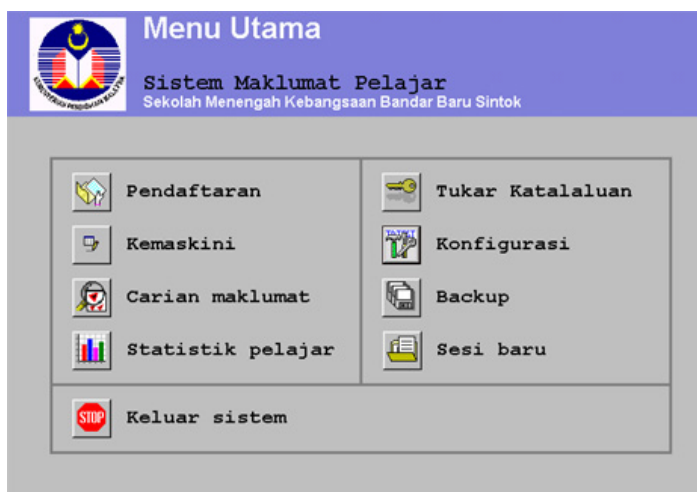 Menu Utama
Sistem Maklumat Pelajar
Sekolah Menengah Kebangsaan Bandar Baru Sintok
Pendaftaran
Kemaskini
Carian maklumat
Statistik pelajar
Tukar Katalaluan
Konfigurasi
Backup
Sesi baru
STOP
Keluar sistem